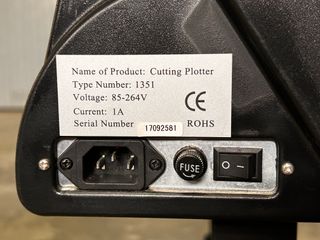 Name of Product: Cutting Plotter
Type Number: 1351
Voltage: 85-264V
Current: 1A
CE
Serial Number 17092581 ROHS
FUSE
O –